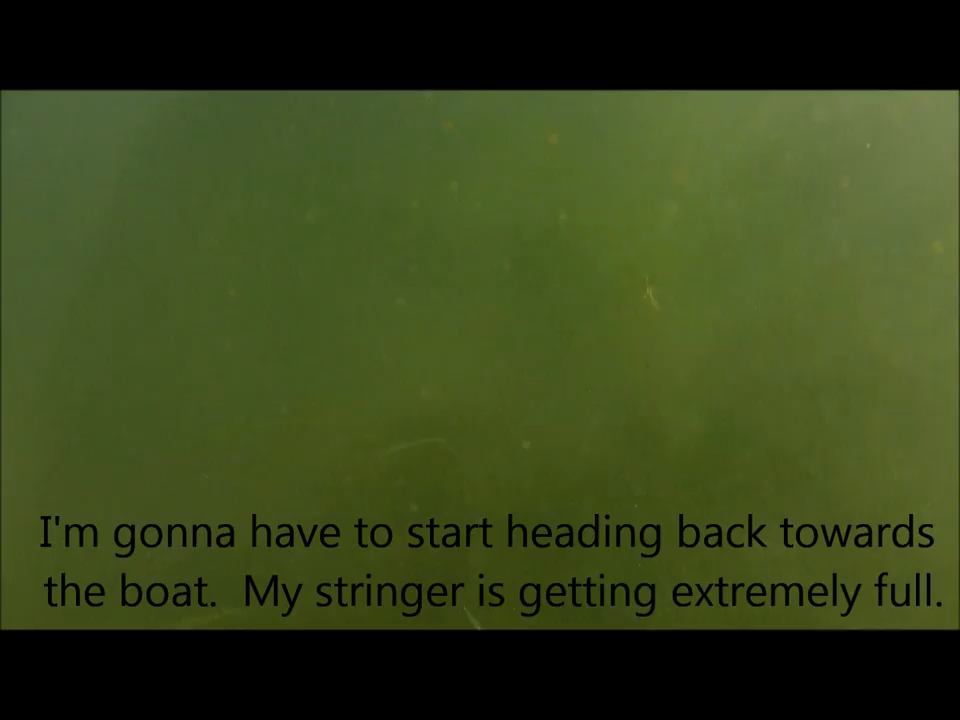 I'm gonna have to start heading back towards
the boat.  My stringer is getting extremely full.